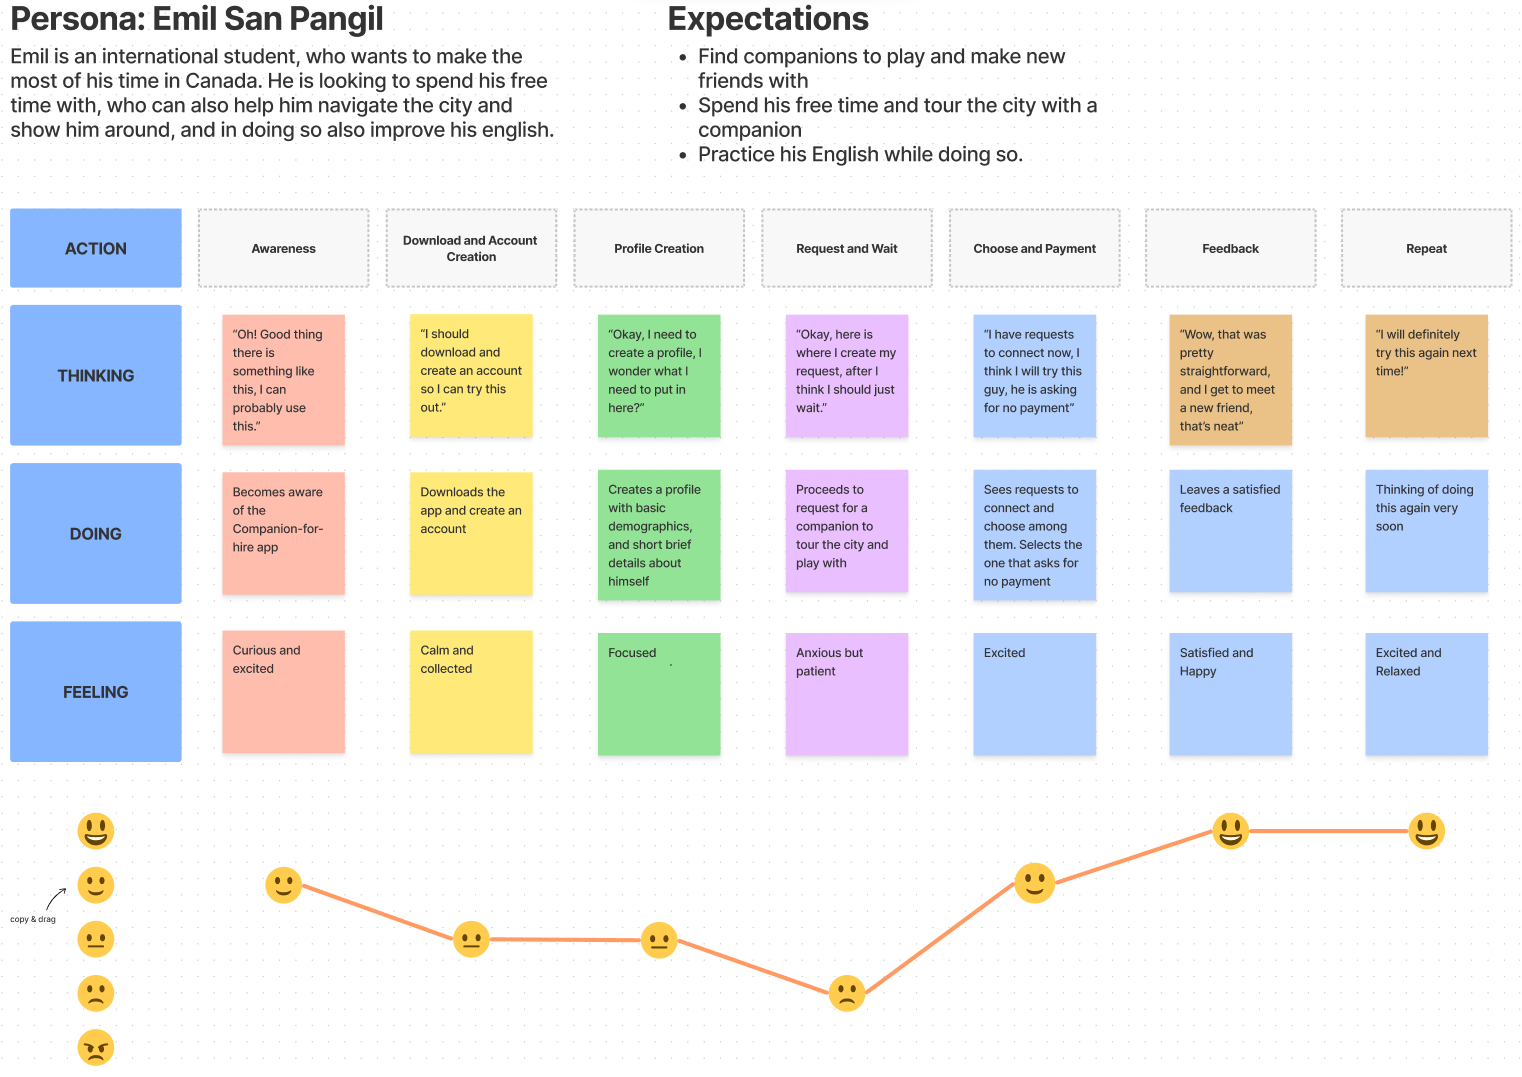 Persona: Emil San Pangil
Emil is an international student, who wants to make the
most of his time in Canada. He is looking to spend his free
time with, who can also help him navigate the city and
show him around, and in doing so also improve his english.
Expectations
• Find companions to play and make new
friends with
• Spend his free time and tour the city with a
companion
• Practice his English while doing so.
ACTION
Awareness
Download and Account
Creation
Profile Creation
Request and Wait
Choose and Payment
Feedback
Repeat
THINKING
“Oh! Good thing
there is
something like
this, I can
probably use
this.”
“I should
download and
create an account
so I can try this
out.”
“Okay, I need to
create a profile, I
wonder what I
need to put in
here?”
“Okay, here is
where I create my
request, after I
think I should just
wait.”
“I have requests
to connect now, I
think I will try this
guy, he is asking
for no payment”
“Wow, that was
pretty
straightforward,
and I get to meet
a new friend,
that’s neat”
“I will definitely
try this again next
time!”
DOING
Becomes aware
of the
Companion-for-
hire app
Downloads the
app and create an
account
Creates a profile
with basic
demographics,
and short brief
details about
himself
Proceeds to
request for a
companion to
tour the city and
play with
Sees requests to
connect and
choose among
them. Selects the
one that asks for
no payment
Leaves a satisfied
feedback
Thinking of doing
this again very
soon
FEELING
Curious and
excited
Calm and
collected
Focused
Anxious but
patient
Excited
Satisfied and
Happy
Excited and
Relaxed
copy & drag